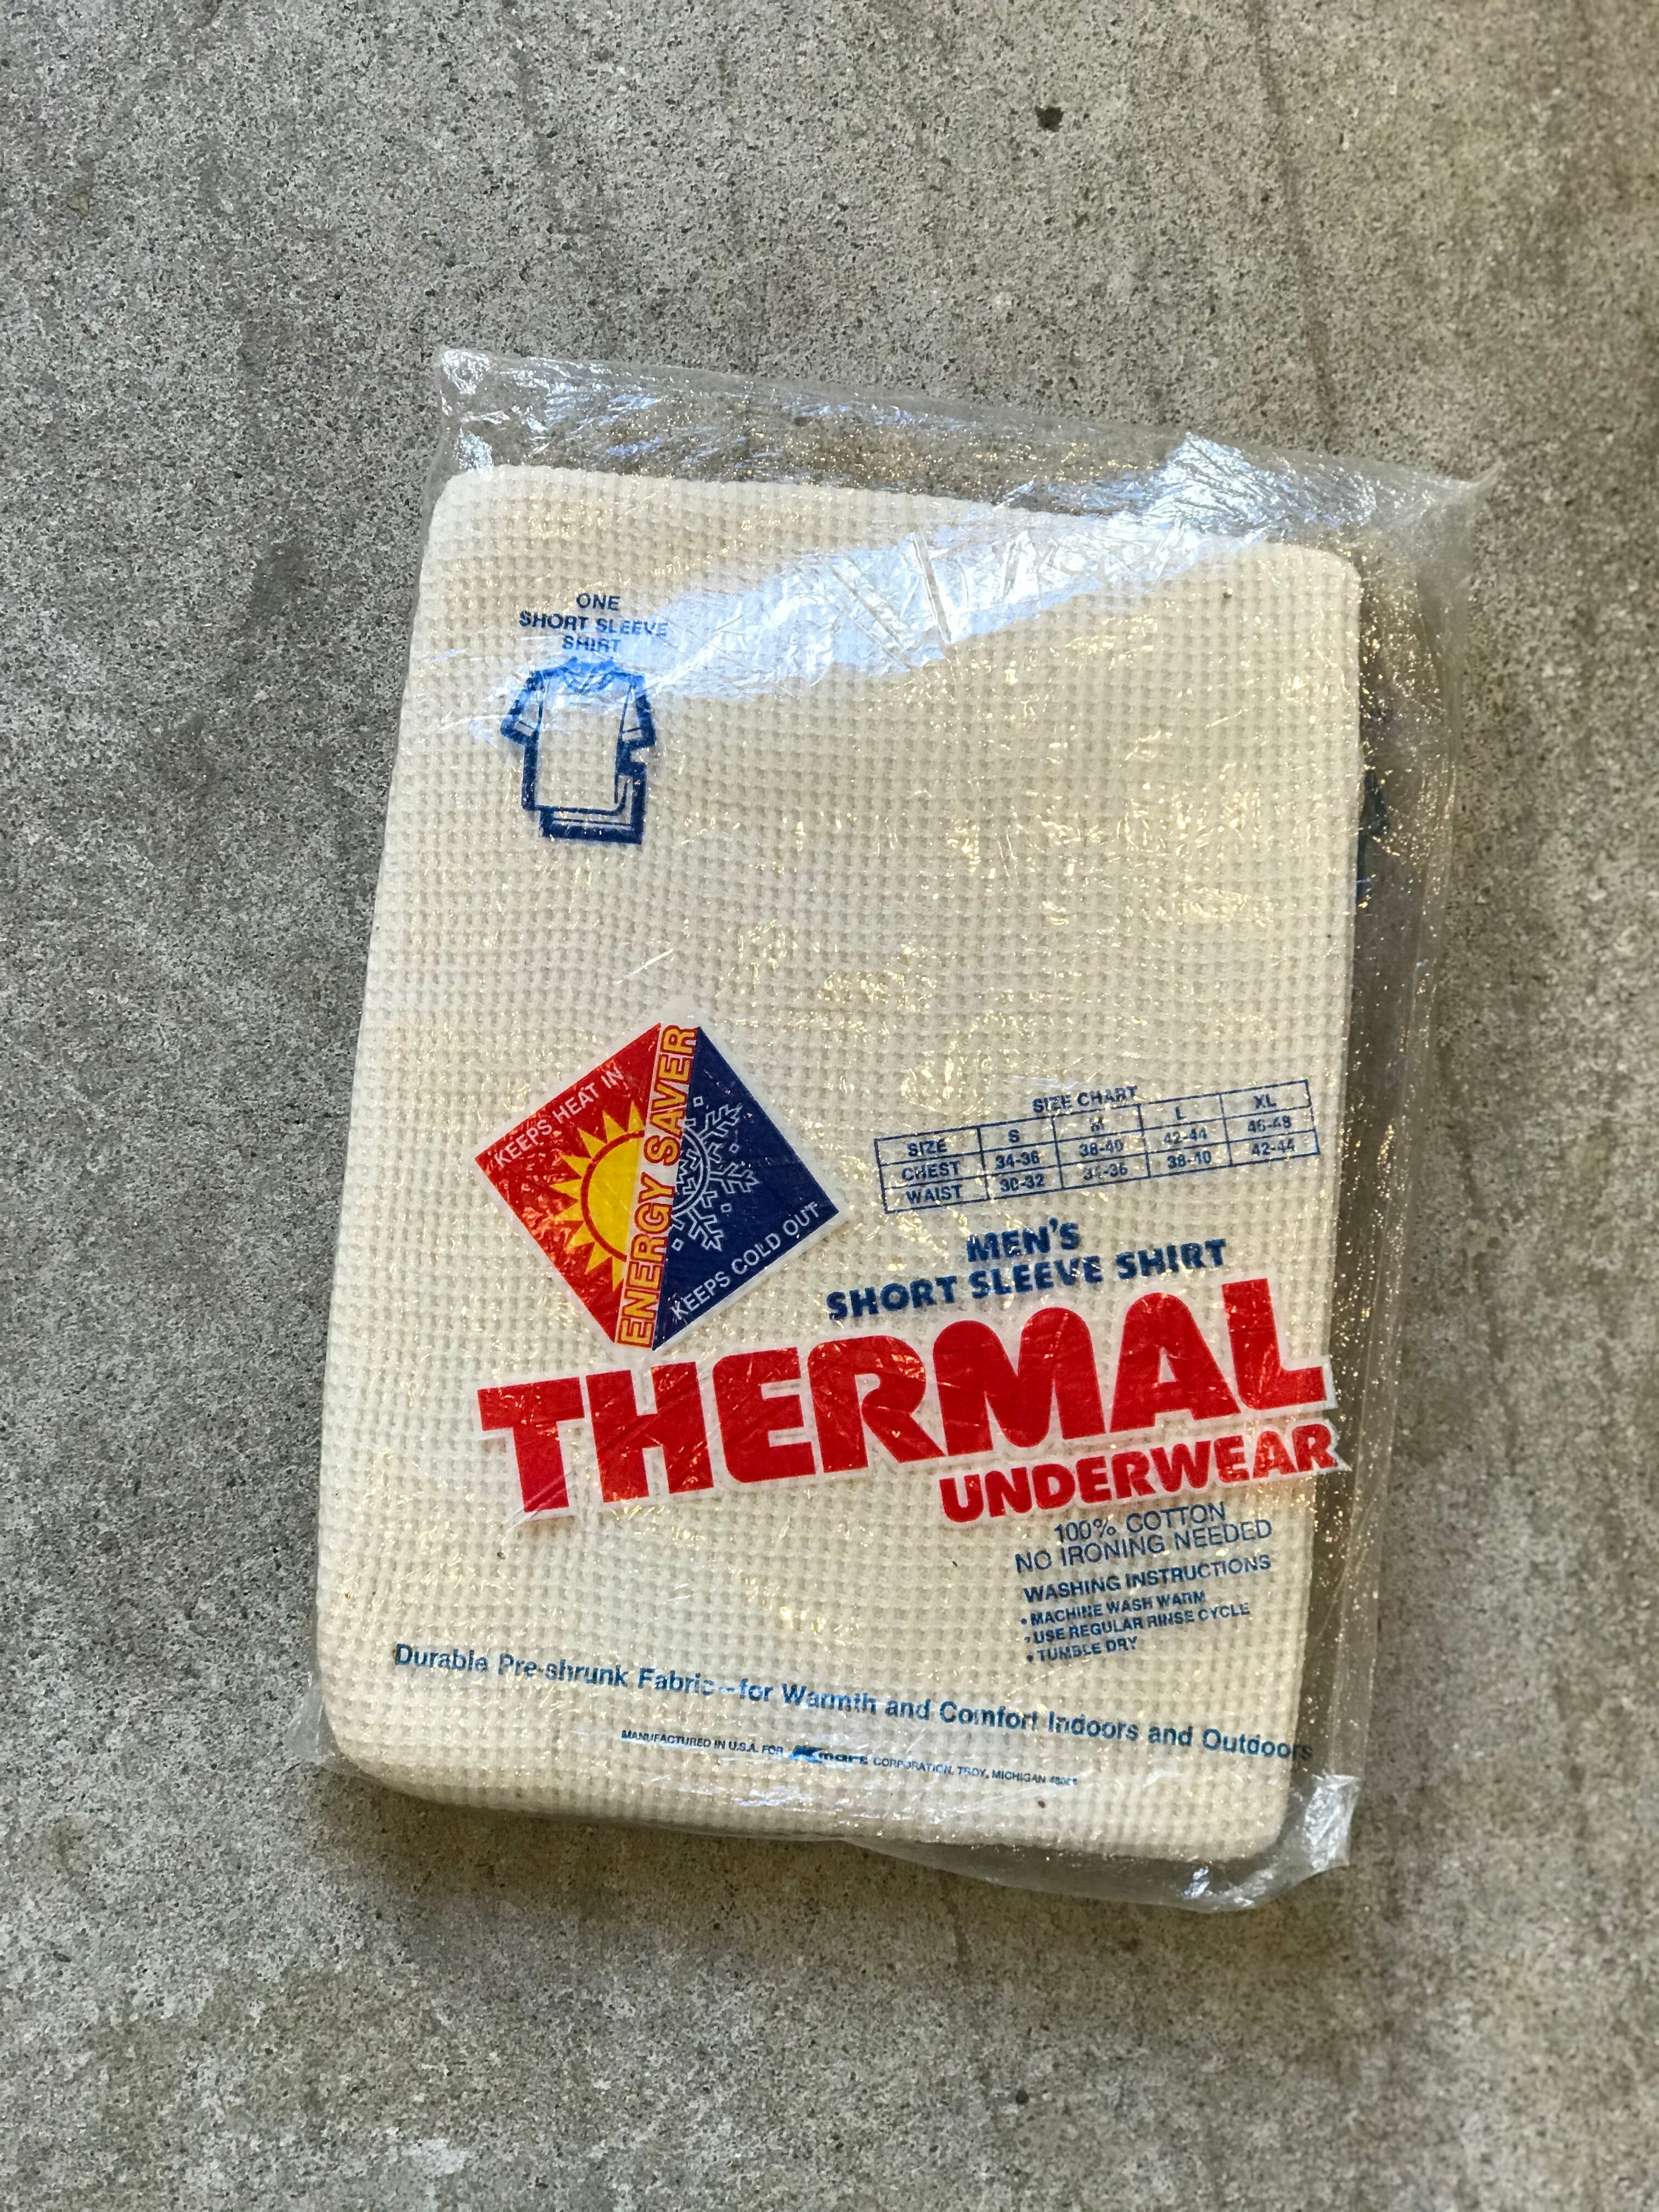 ONE
SHORT SLEEVE
SHIRT
KEEPS HEAT IN
ENERGY SAVER
KEEPS COLD OUT
SIZE CHART
SIZE S M L XL
CHEST 34-36 38-40 42-44 46-48
WAIST 30-32 34-36 38-40 42-44
MEN'S
SHORT SLEEVE SHIRT
THERMAL
UNDERWEAR
100% COTTON
NO IRONING NEEDED
WASHING INSTRUCTIONS
• MACHINE WASH WARM
• USE REGULAR RINSE CYCLE
• TUMBLE DRY
Durable Pre-shrunk Fabric--for Warmth and Comfort Indoors and Outdoors
MANUFACTURED IN U.S.A. FOR Kmart CORPORATION, TROY, MICHIGAN